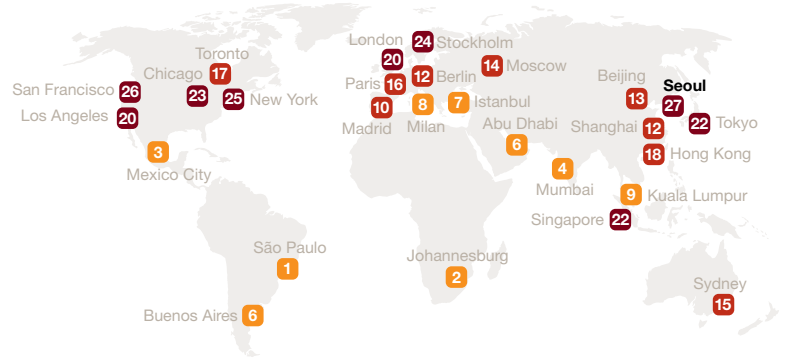 London
24
Stockholm
Toronto
20
Chicago
17
Paris
16
12
Berlin
14
Moscow
Beijing
Seoul
San Francisco
26
23
25
New York
10
8
7
Istanbul
13
27
Los Angeles
20
Madrid
Milan
Abu Dhabi
Shanghai
12
22
Tokyo
3
6
18
Hong Kong
Mexico City
4
Mumbai
9
Kuala Lumpur
Singapore
22
São Paulo
1
Johannesburg
2
Sydney
15
Buenos Aires
6